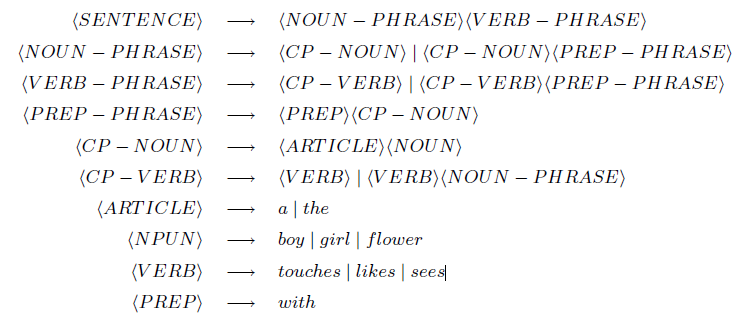 ⟨SENTENCE⟩ ⟶ ⟨NOUN − PHRASE⟩⟨VERB − PHRASE⟩
⟨NOUN − PHRASE⟩ ⟶ ⟨CP − NOUN⟩ | ⟨CP − NOUN⟩⟨PREP − PHRASE⟩
⟨VERB − PHRASE⟩ ⟶ ⟨CP − VERB⟩ | ⟨CP − VERB⟩⟨PREP − PHRASE⟩
⟨PREP − PHRASE⟩ ⟶ ⟨PREP⟩⟨CP − NOUN⟩
⟨CP − NOUN⟩ ⟶ ⟨ARTICLE⟩⟨NOUN⟩
⟨CP − VERB⟩ ⟶ ⟨VERB⟩ | ⟨VERB⟩⟨NOUN − PHRASE⟩
⟨ARTICLE⟩ ⟶ a | the
⟨NPUN⟩ ⟶ boy | girl | flower
⟨VERB⟩ ⟶ touches | likes | sees
⟨PREP⟩ ⟶ with